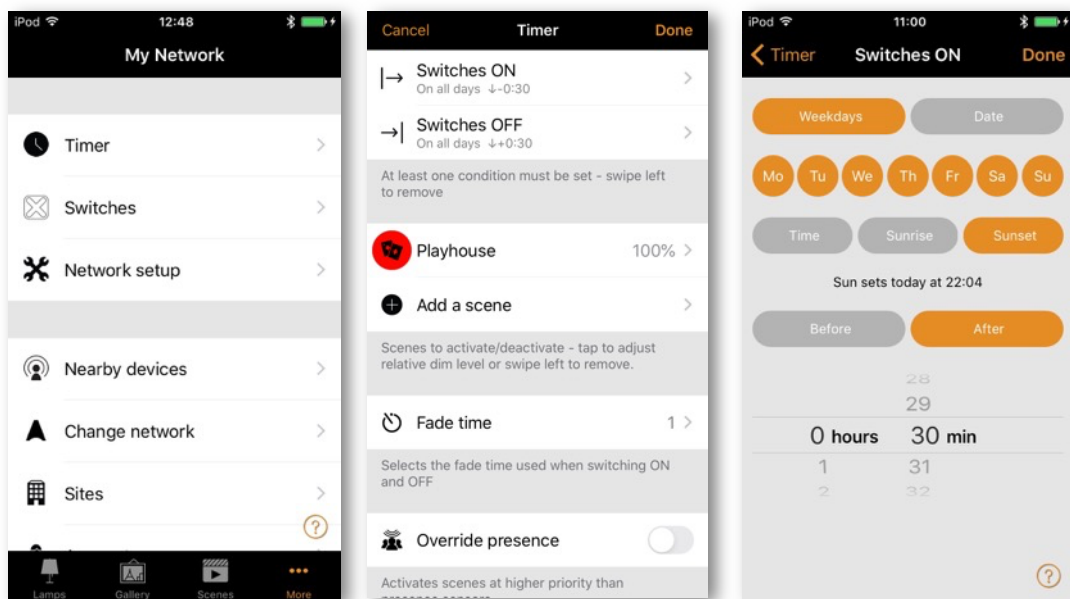 iPod 12:48
My Network
Timer
Switches
Network setup
Nearby devices
Change network
Sites
?
Lamps Gallery Scenes More
Cancel Timer Done
Switches ON
On all days ↓-0:30
Switches OFF
On all days ↓+0:30
At least one condition must be set - swipe left
to remove
Playhouse 100%
Add a scene
Scenes to activate/deactivate - tap to adjust
relative dim level or swipe left to remove.
Fade time 1
Selects the fade time used when switching ON
and OFF
Override presence
Activates scenes at higher priority than
iPod 11:00
Timer Switches ON Done
Weekdays Date
Mo Tu We Th Fr Sa Su
Time Sunrise Sunset
Sun sets today at 22:04
Before After
28
29
0 hours 30 min
1 31
2 32
?